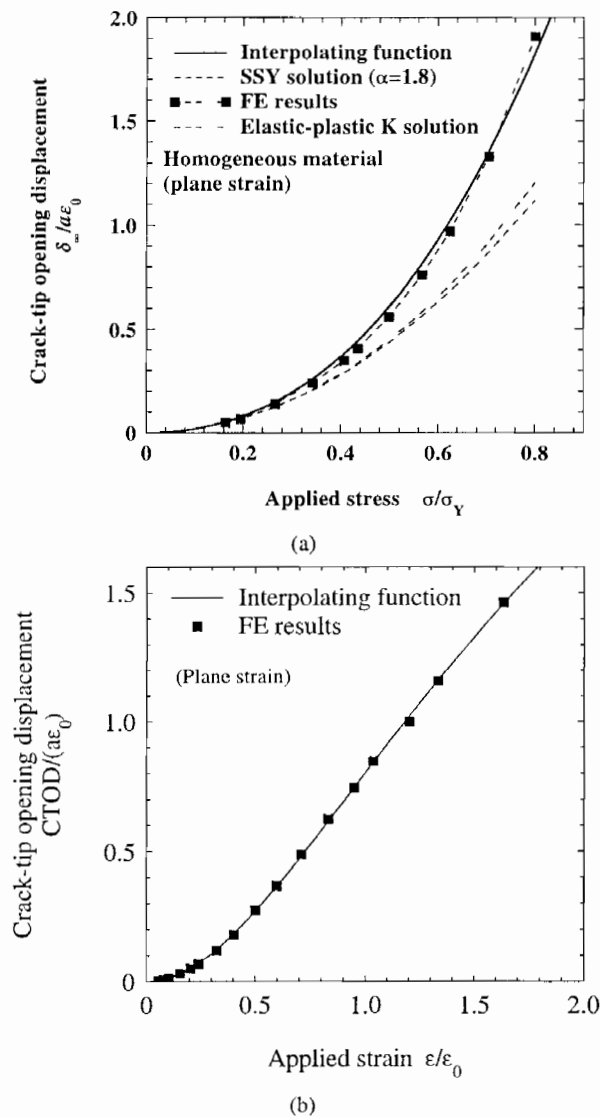 2.0
Interpolating function
SSY solution (α=1.8)
FE results
Elastic-plastic K solution
1.5
Homogeneous material
(plane strain)
1.0
0.5
0
Crack-tip opening displacement
δ∞/aε₀
0 0.2 0.4 0.6 0.8
Applied stress σ/σY
(a)
1.5
Interpolating function
FE results
(Plane strain)
1.0
0.5
0
Crack-tip opening displacement
CTOD/(aε₀)
0 0.5 1.0 1.5 2.0
Applied strain ε/ε₀
(b)